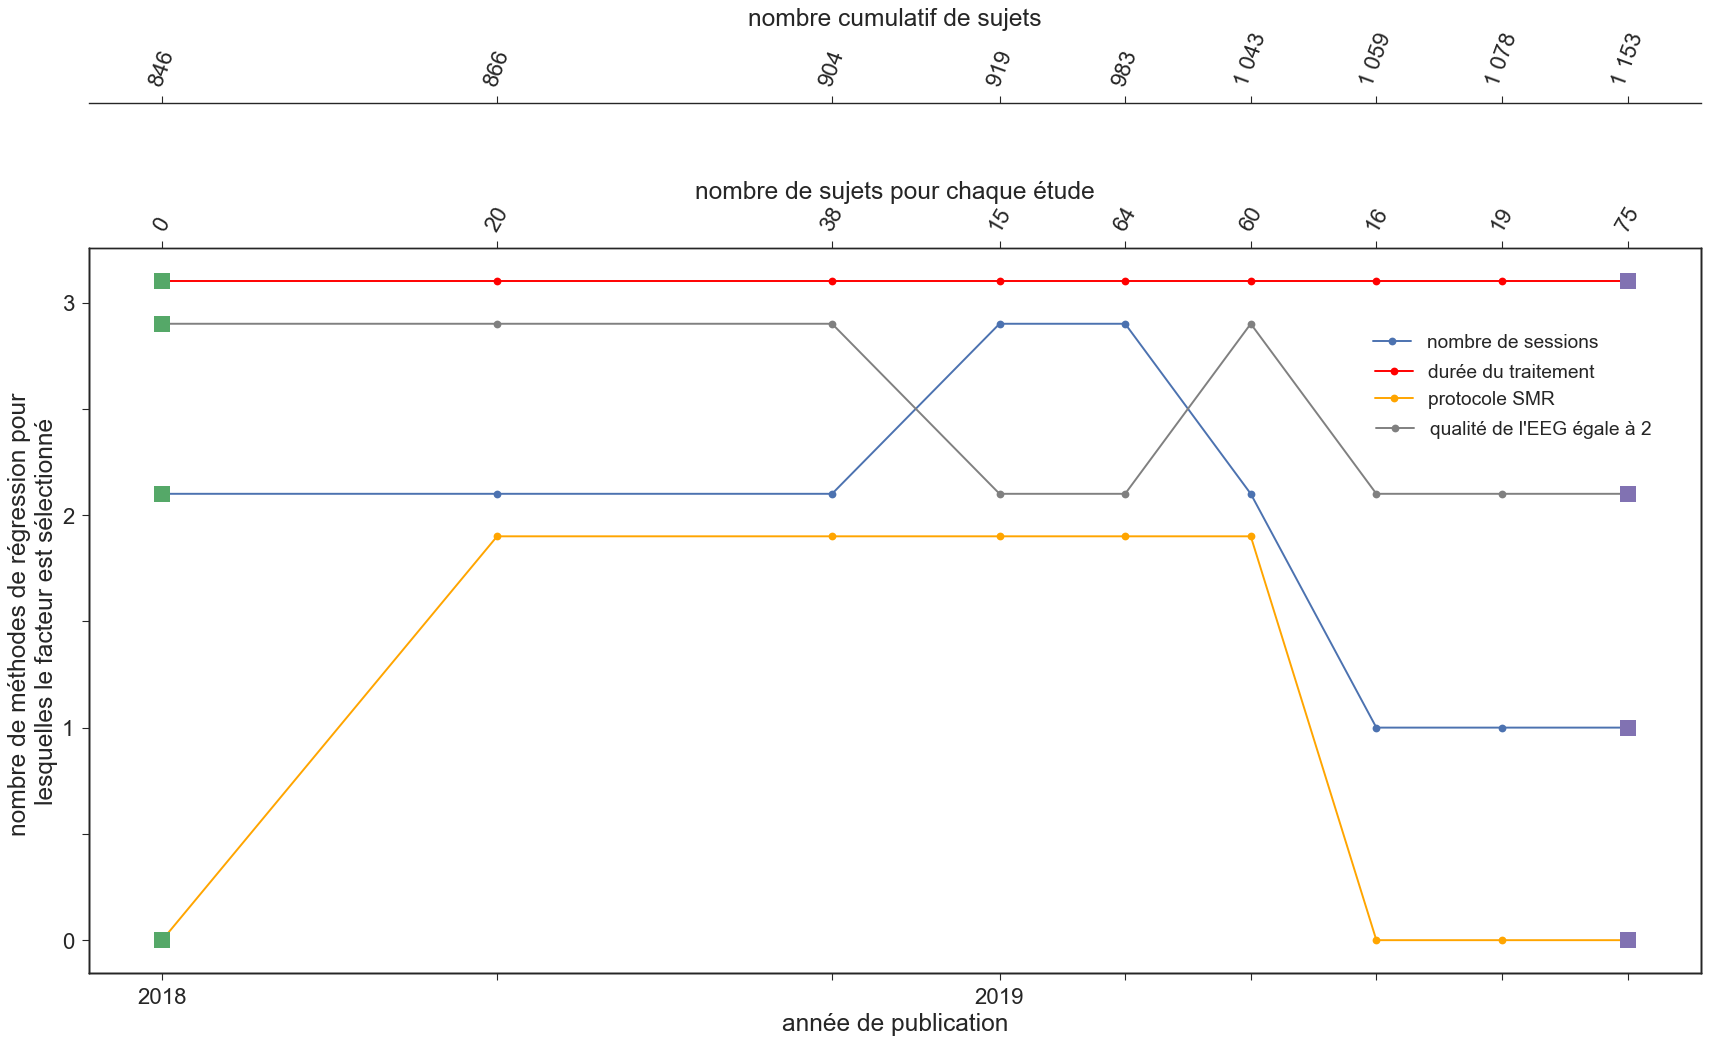 nombre cumulatif de sujets
846 866 904 919 983 1 043 1 059 1 078 1 153
nombre de sujets pour chaque étude
0 20 38 15 64 60 16 19 75
nombre de méthodes de régression pour
lesquelles le facteur est sélectionné
3
2
1
0
nombre de sessions
durée du traitement
protocole SMR
qualité de l'EEG égale à 2
2018 2019
année de publication